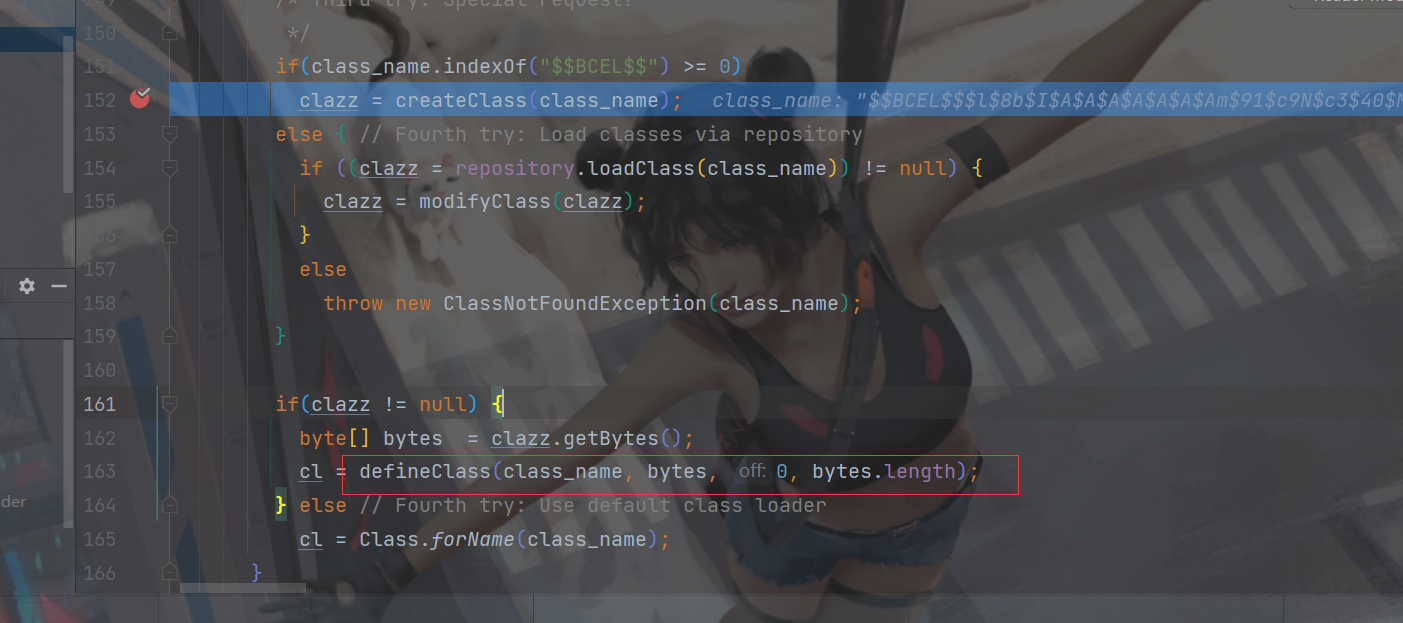 149 /* Third try: Special request?
150 */
151 if(class_name.indexOf("$$BCEL$$") >= 0)
152 clazz = createClass(class_name); class_name: "$$BCEL$$$l$8b$I$A$A$A$A$A$A$Am$91$c9N$c3$40$M
153 else { // Fourth try: Load classes via repository
154 if ((clazz = repository.loadClass(class_name)) != null) {
155 clazz = modifyClass(clazz);
156 }
157 else
158 throw new ClassNotFoundException(class_name);
159 }
160
161 if(clazz != null) {
162 byte[] bytes  = clazz.getBytes();
163 cl = defineClass(class_name, bytes, off: 0, bytes.length);
der
164 } else // Fourth try: Use default class loader
165 cl = Class.forName(class_name);
166 }